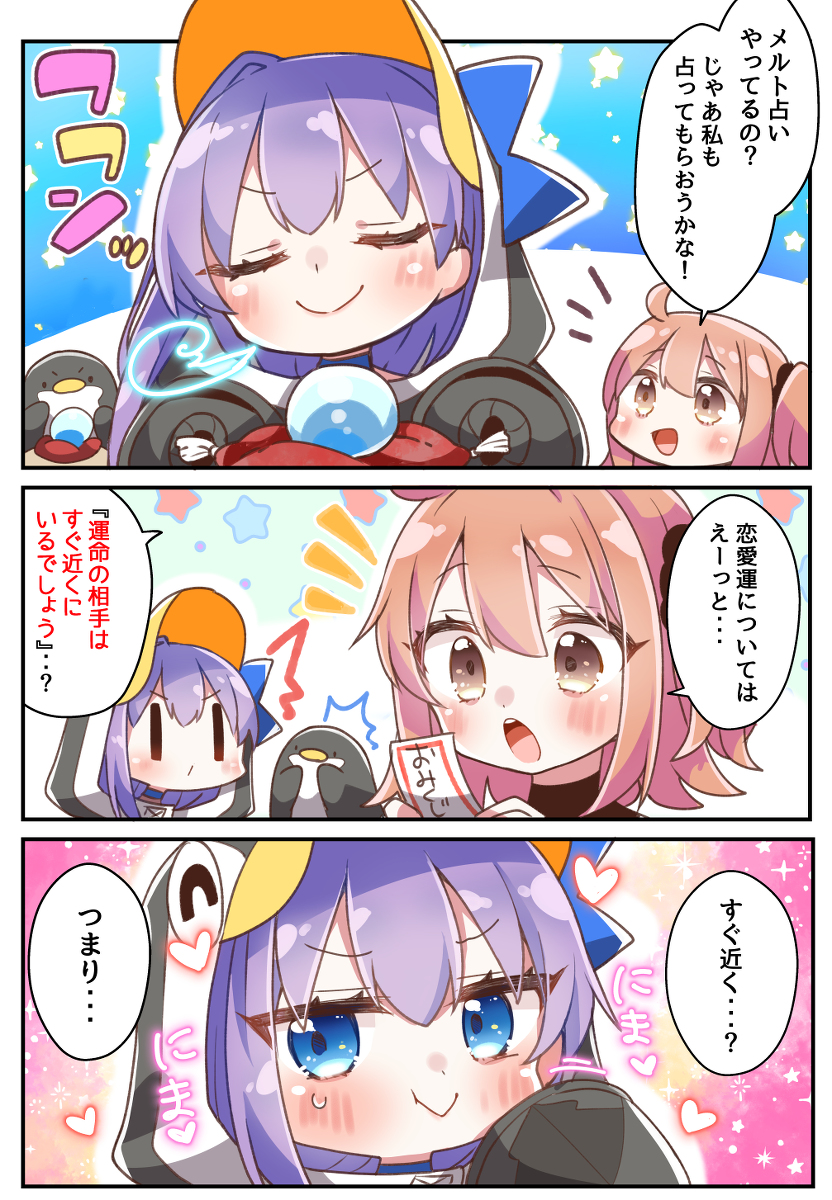 メルト占い
やってるの？
じゃあ私も
占ってもらおうかな！
フフンッ
恋愛運については
えーっと・・・
おみくじ
『運命の相手は
すぐ近くに
いるでしょう』・・？
すぐ近く・・・？
にま
にま
つまり・・・